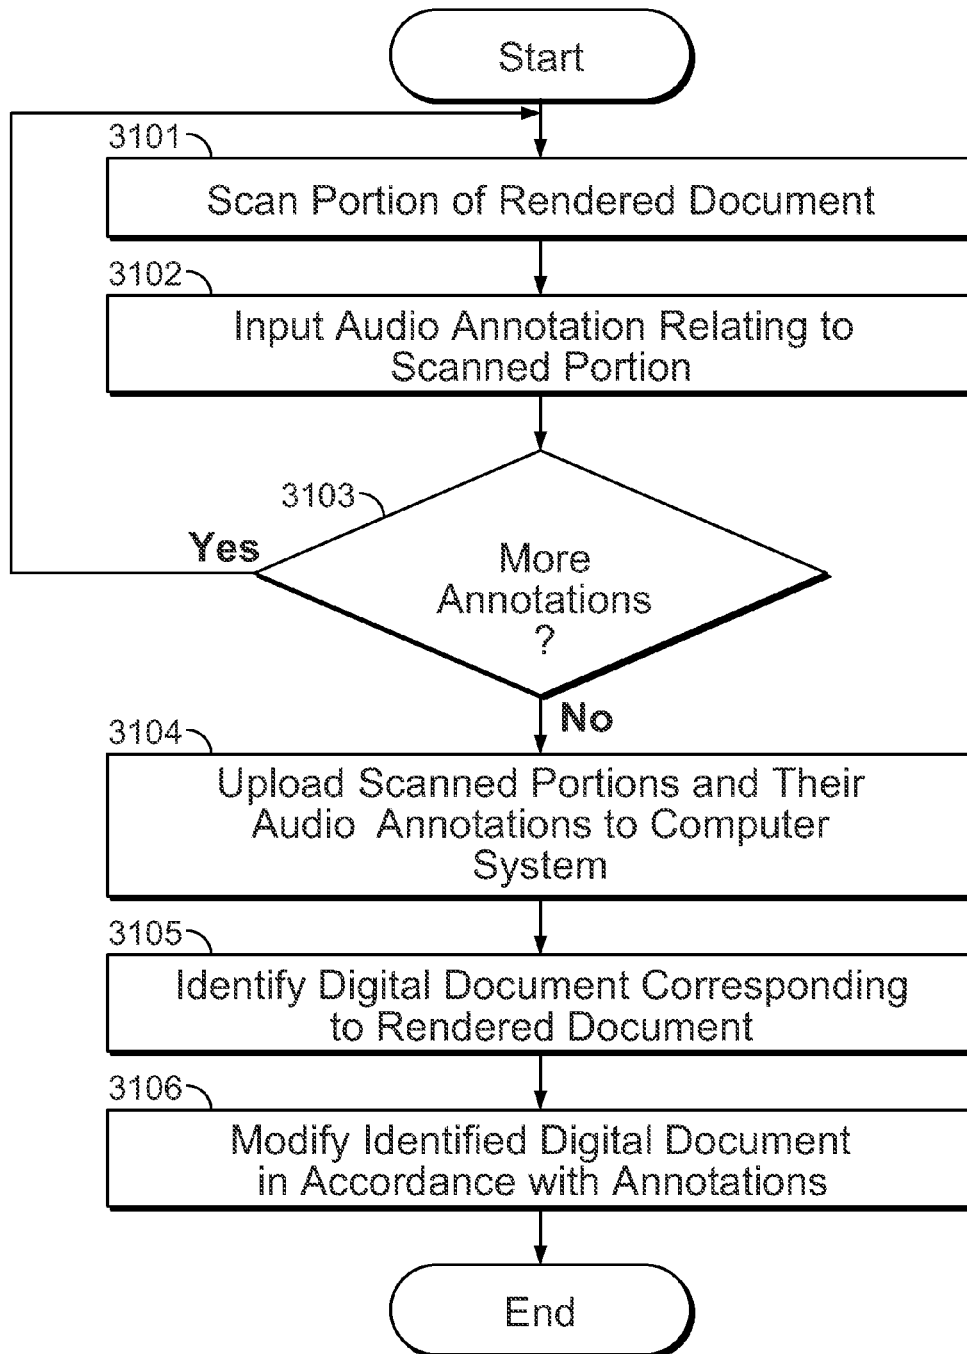 Start
3101
Scan Portion of Rendered Document
3102
Input Audio Annotation Relating to
Scanned Portion
3103
Yes
More
Annotations
?
No
3104
Upload Scanned Portions and Their
Audio Annotations to Computer
System
3105
Identify Digital Document Corresponding
to Rendered Document
3106
Modify Identified Digital Document
in Accordance with Annotations
End